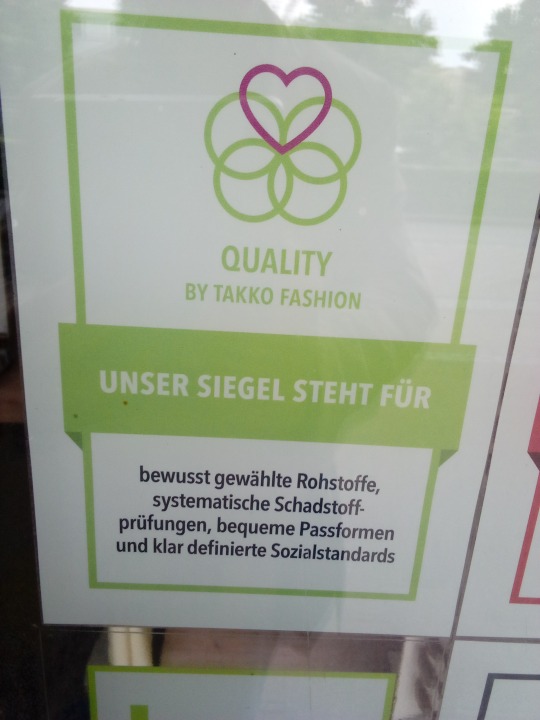 QUALITY
BY TAKKO FASHION
UNSER SIEGEL STEHT FÜR
bewusst gewählte Rohstoffe,
systematische Schadstoff-
prüfungen, bequeme Passformen
und klar definierte Sozialstandards